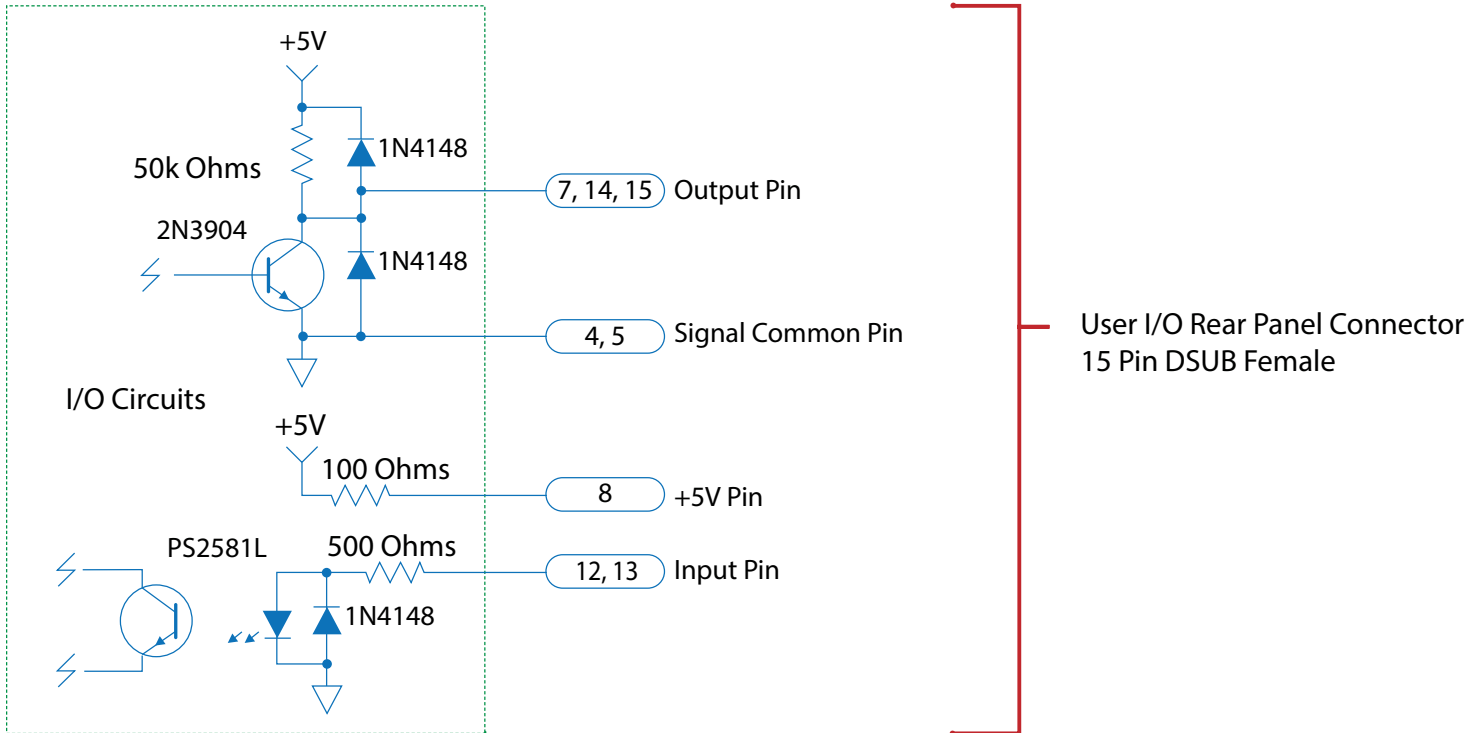 +5V
1N4148
50k Ohms
7, 14, 15 Output Pin
2N3904
1N4148
4, 5 Signal Common Pin
User I/O Rear Panel Connector
15 Pin DSUB Female
I/O Circuits
+5V
100 Ohms
8 +5V Pin
PS2581L
500 Ohms
12, 13 Input Pin
1N4148